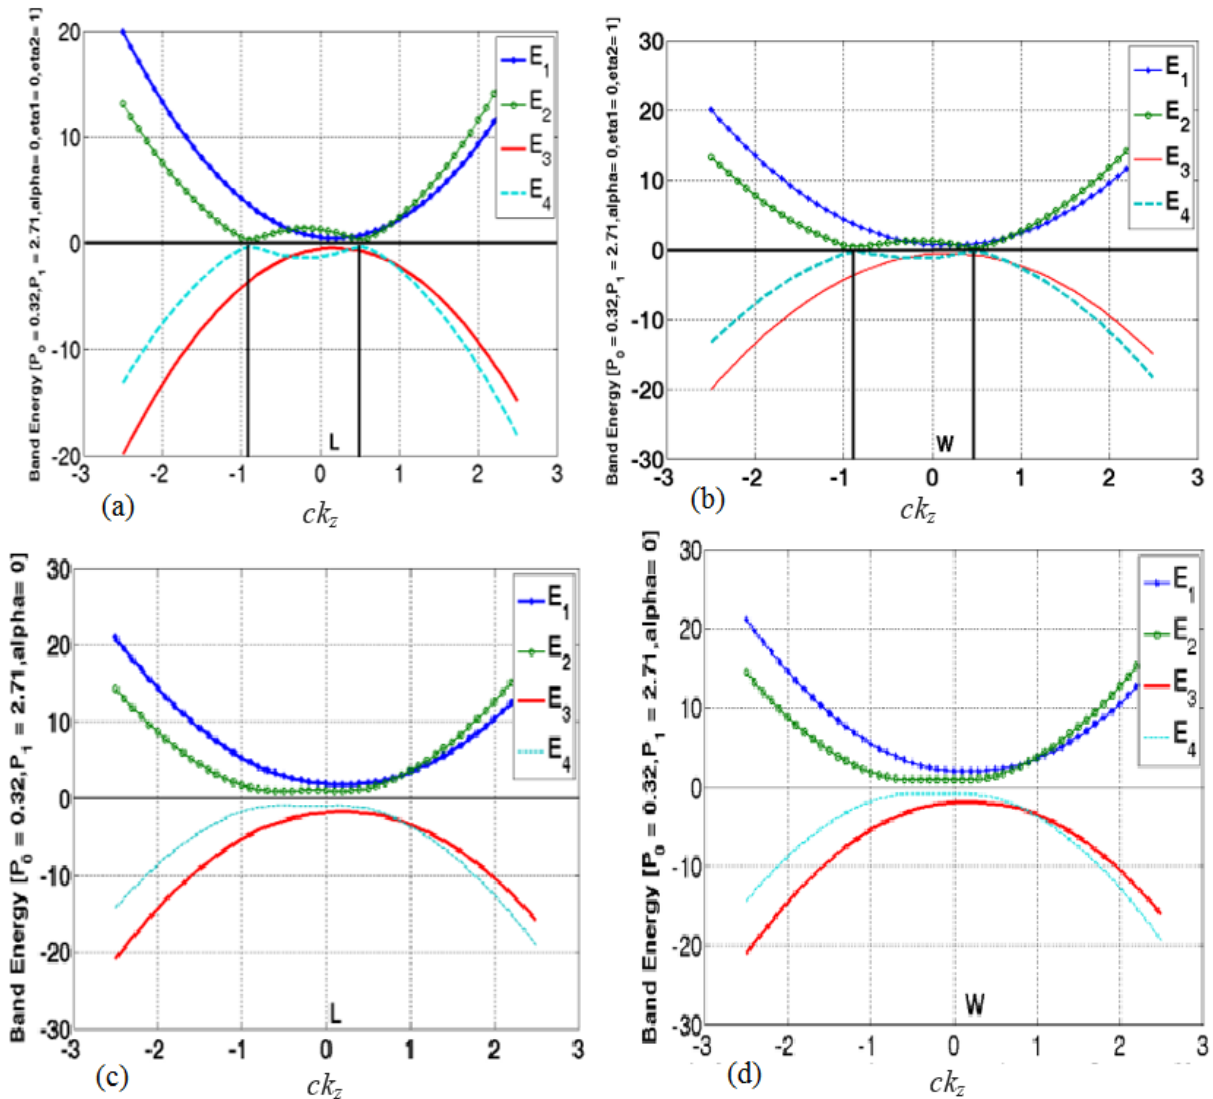 Band Energy [P0 = 0.32,P1 = 2.71,alpha= 0,eta1= 0,eta2= 1]
20
10
0
-10
-20
-3 -2 -1 0 1 2 3
E1
E2
E3
E4
L
(a)
ckz
Band Energy [P0 = 0.32,P1 = 2.71,alpha= 0,eta1= 0,eta2= 1]
30
20
10
0
-10
-20
-30
-3 -2 -1 0 1 2 3
E1
E2
E3
E4
W
(b)
ckz
Band Energy [P0 = 0.32,P1 = 2.71,alpha= 0]
30
20
10
0
-10
-20
-30
-3 -2 -1 0 1 2 3
E1
E2
E3
E4
L
(c)
ckz
Band Energy [P0 = 0.32,P1 = 2.71,alpha= 0]
30
20
10
0
-10
-20
-30
-3 -2 -1 0 1 2 3
E1
E2
E3
E4
W
(d)
ckz